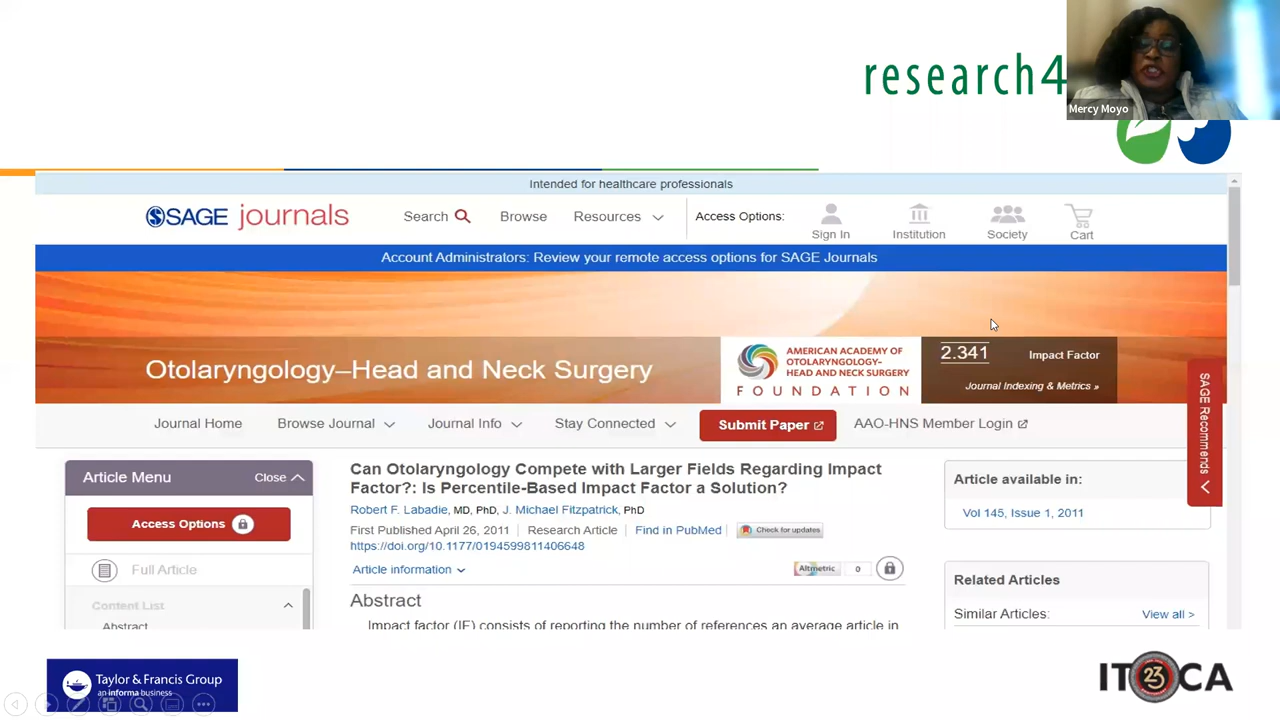 research4
Mercy Moyo
Intended for healthcare professionals
SAGE journals
Search
Browse
Resources
Access Options:
Sign In
Institution
Society
Cart
Account Administrators: Review your remote access options for SAGE Journals
Otolaryngology–Head and Neck Surgery
AMERICAN ACADEMY OF
OTOLARYNGOLOGY–
HEAD AND NECK SURGERY
FOUNDATION
2.341
Impact Factor
Journal Indexing & Metrics »
SAGE Recommends
Journal Home
Browse Journal
Journal Info
Stay Connected
Submit Paper
AAO-HNS Member Login
Article Menu
Close
Access Options
Full Article
Content List
Abstract
Can Otolaryngology Compete with Larger Fields Regarding Impact
Factor?: Is Percentile-Based Impact Factor a Solution?
Robert F. Labadie, MD, PhD, J. Michael Fitzpatrick, PhD
First Published April 26, 2011 | Research Article | Find in PubMed
Check for updates
https://doi.org/10.1177/0194599811406648
Article information
Altmetric 0
Abstract
Impact factor (IF) consists of reporting the number of references an average article in
Article available in:
Vol 145, Issue 1, 2011
Related Articles
Similar Articles:
View all >
Taylor & Francis Group
an informa business
ITOCA
23